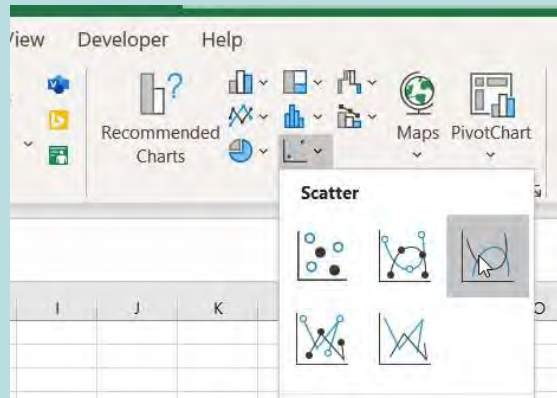 View Developer Help
?
Recommended
Charts
Maps PivotChart
Scatter
I J K O